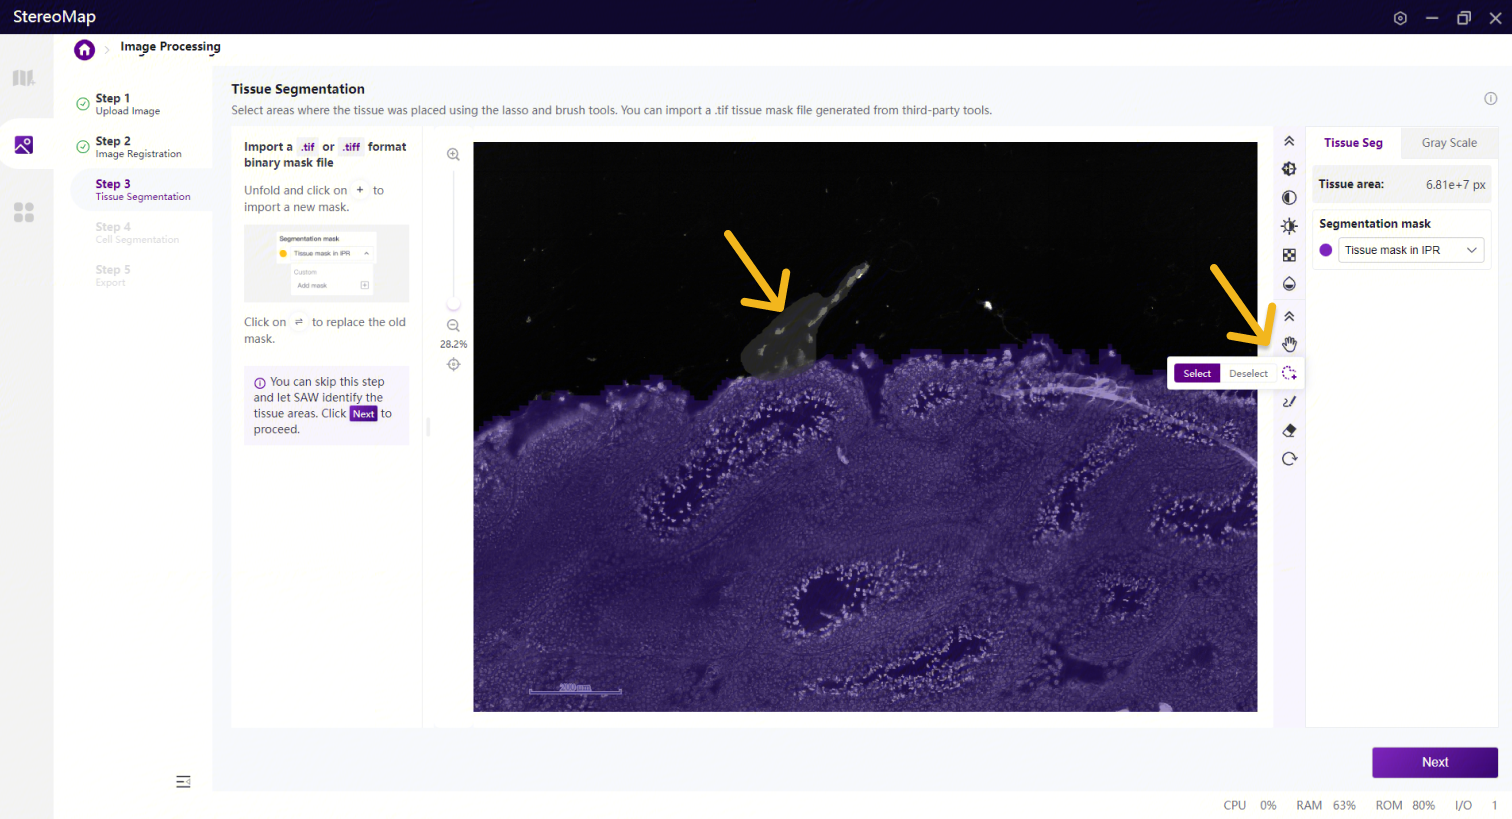 StereoMap
Image Processing
Step 1
Upload Image
Step 2
Image Registration
Step 3
Tissue Segmentation
Step 4
Cell Segmentation
Step 5
Export
Tissue Segmentation
Select areas where the tissue was placed using the lasso and brush tools. You can import a .tif tissue mask file generated from third-party tools.
Import a .tif or .tiff format
binary mask file
Unfold and click on + to
import a new mask.
Segmentation mask
Tissue mask in IPR
Custom
Add mask
Click on ⇌ to replace the old
mask.
You can skip this step
and let SAW identify the
tissue areas. Click Next to
proceed.
28.2%
Select Deselect
Tissue Seg Gray Scale
Tissue area: 6.81e+7 px
Segmentation mask
Tissue mask in IPR
Next
CPU 0% RAM 63% ROM 80% I/O 1